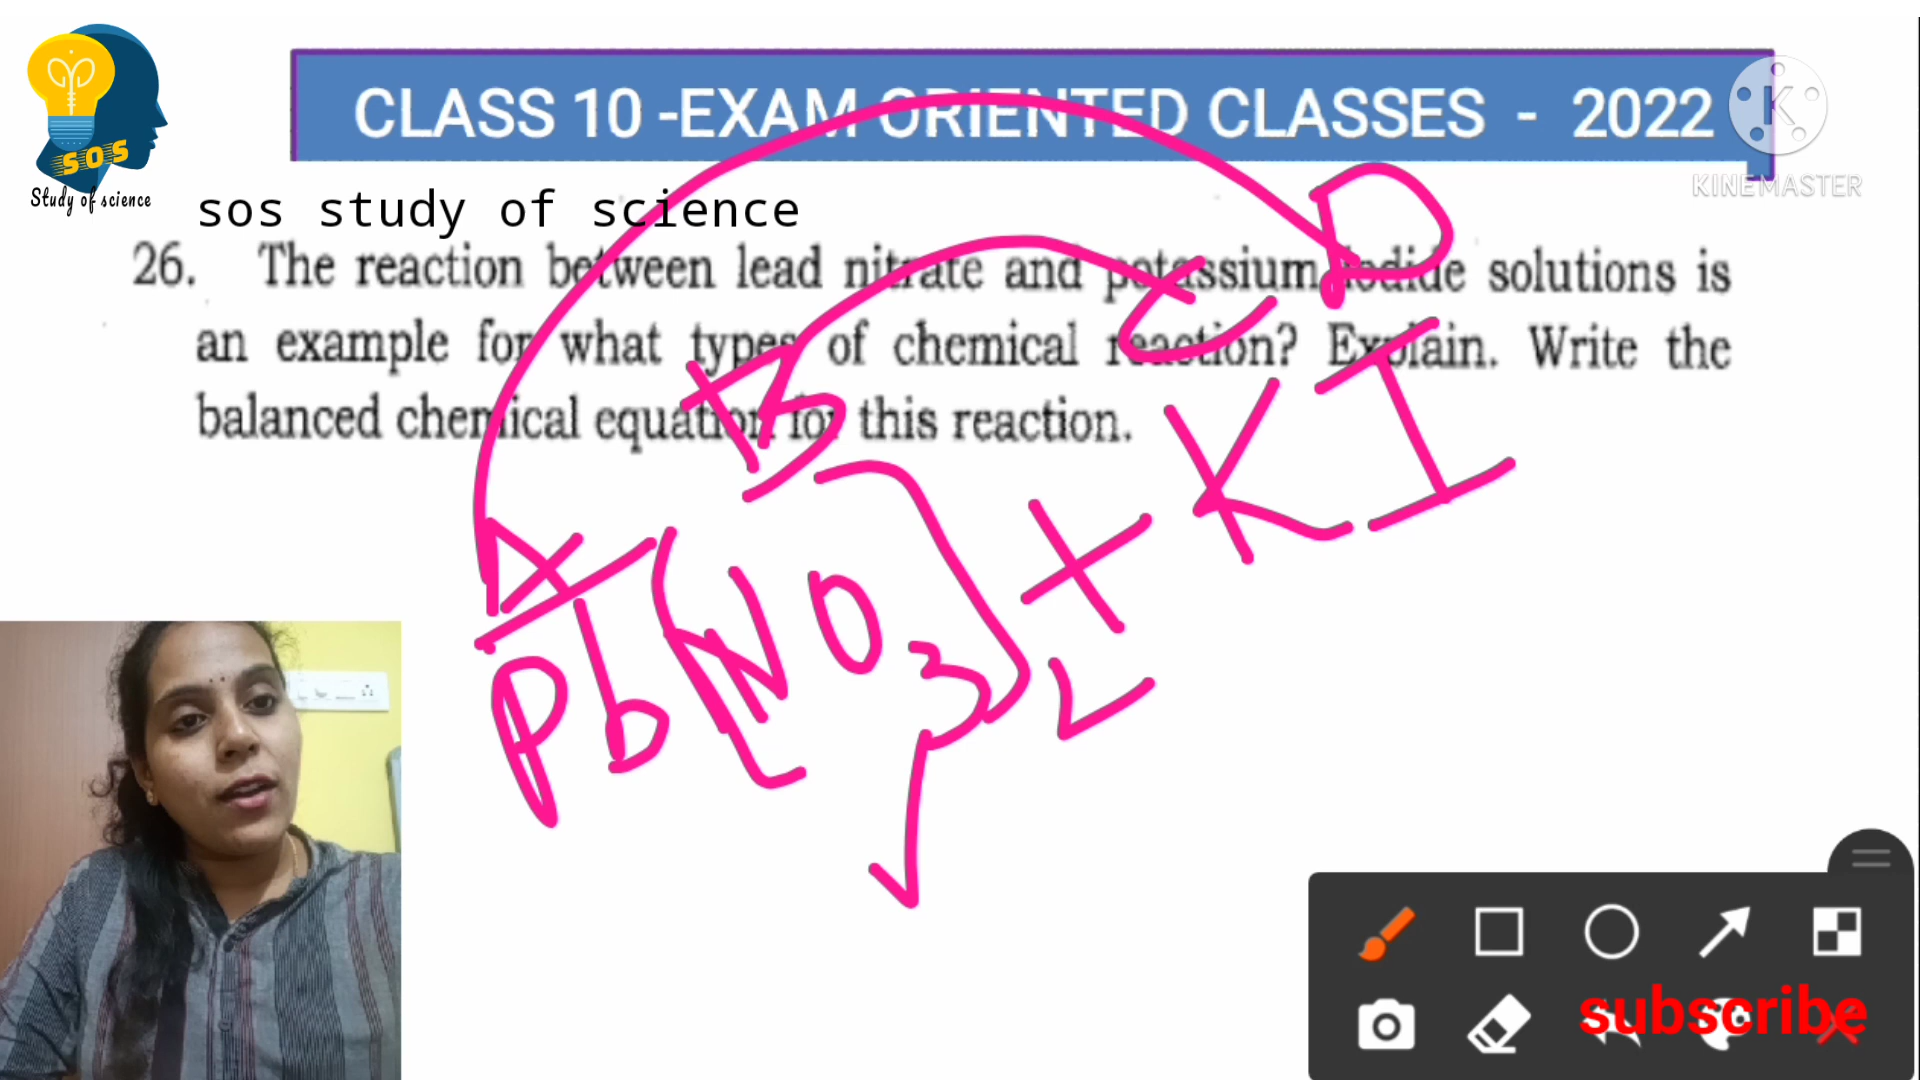 CLASS 10 -EXAM ORIENTED CLASSES - 2022
SOS
Study of science
KINEMASTER
sos study of science
26. The reaction between lead nitrate and potassium iodide solutions is
an example for what types of chemical reaction? Explain. Write the
balanced chemical equation for this reaction.
A B C D
Pb(NO3) + KI
2
subscribe